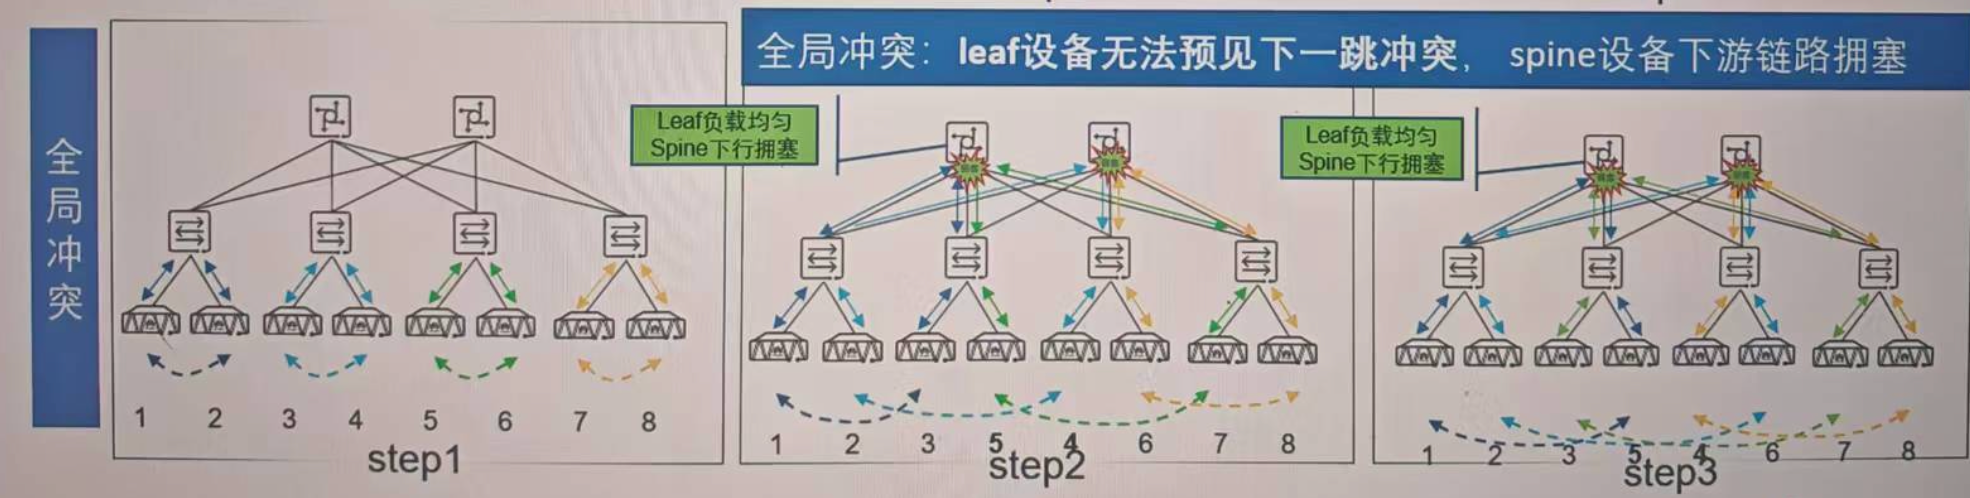 全局冲突：leaf设备无法预见下一跳冲突， spine设备下游链路拥塞
全
局
冲
突
1 2 3 4 5 6 7 8
step1
Leaf负载均匀
Spine下行拥塞
1 2 3 5 4 6 7 8
step2
Leaf负载均匀
Spine下行拥塞
1 2 3 5 4 6 7 8
step3